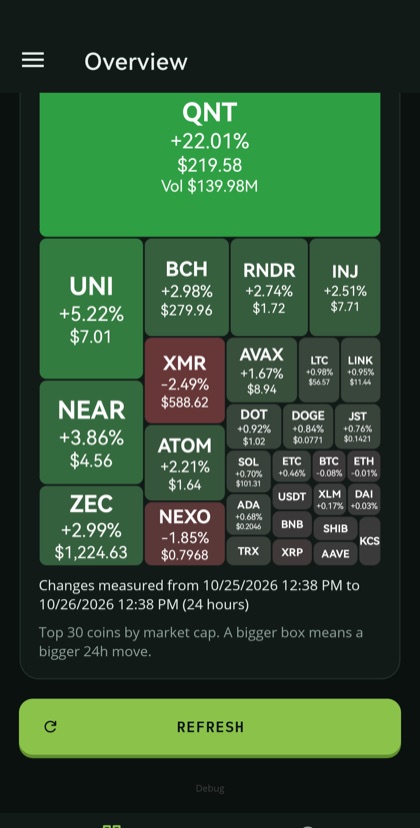 Overview
QNT
+22.01%
$219.58
Vol $139.98M
UNI
+5.22%
$7.01
BCH
+2.98%
$279.96
RNDR
+2.74%
$1.72
INJ
+2.51%
$7.71
NEAR
+3.86%
$4.56
XMR
-2.49%
$588.62
AVAX
+1.67%
$8.94
LTC
+0.98%
$56.57
LINK
+0.95%
$11.44
DOT
+0.92%
$1.02
DOGE
+0.84%
$0.0771
JST
+0.76%
$0.1421
ATOM
+2.21%
$1.64
SOL
+0.70%
$101.31
ETC
+0.46%
BTC
-0.08%
ETH
-0.01%
ZEC
+2.99%
$1,224.63
NEXO
-1.85%
$0.7968
ADA
+0.68%
$0.2046
USDT
XLM
+0.17%
DAI
+0.03%
BNB
SHIB
KCS
TRX
XRP
AAVE
Changes measured from 10/25/2026 12:38 PM to
10/26/2026 12:38 PM (24 hours)
Top 30 coins by market cap. A bigger box means a
bigger 24h move.
REFRESH
Debug